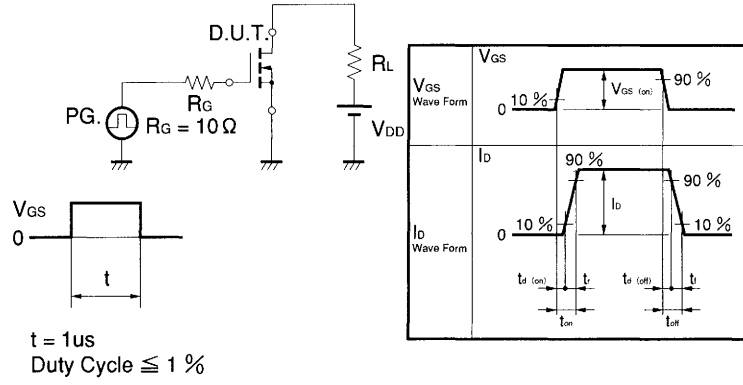 D.U.T.
RL
RG
PG.
RG = 10 Ω
VDD
VGS
0
t
t = 1us
Duty Cycle ≦ 1 %
VGS
Wave Form
VGS
10 %
VGS (on)
90 %
0
ID
Wave Form
ID
90 %
90 %
10 %
ID
10 %
0
td (on)
tr
td (off)
tf
ton
toff